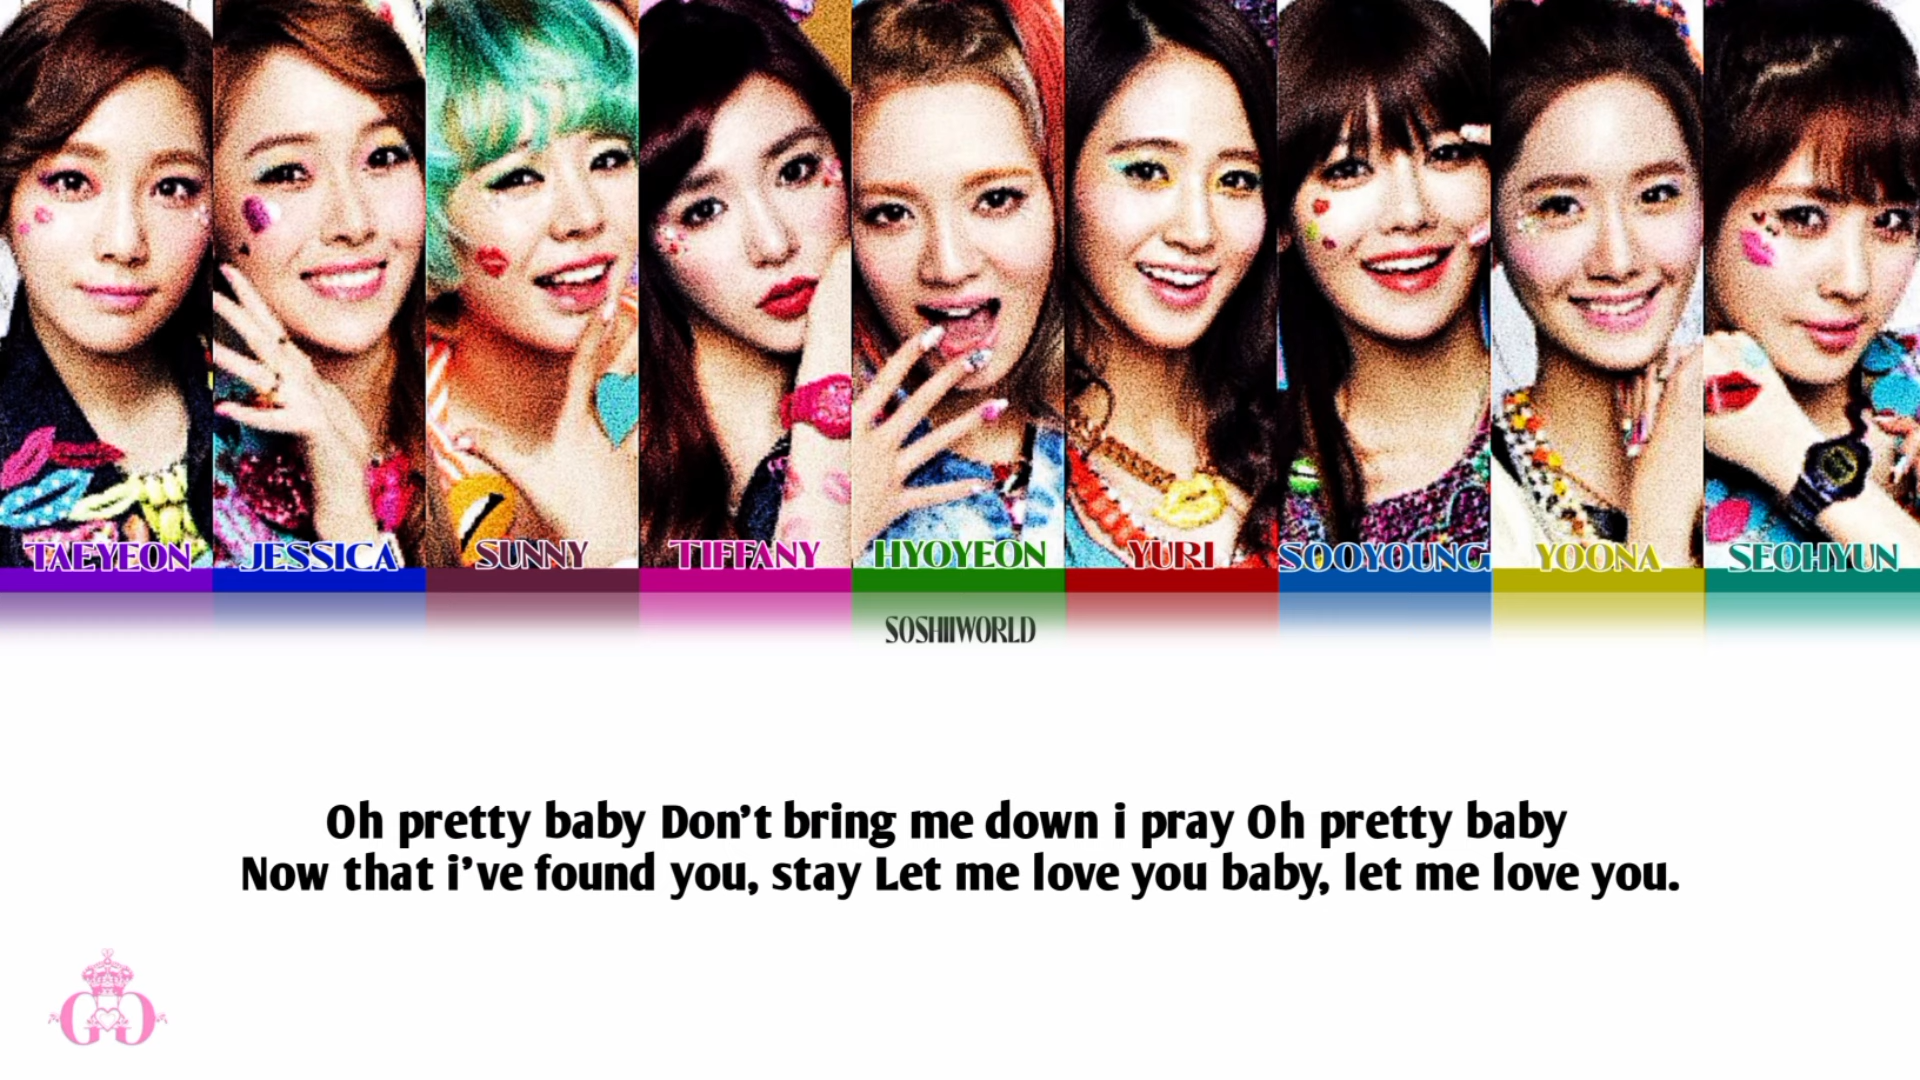 TAEYEON JESSICA SUNNY TIFFANY HYOYEON YURI SOOYOUNG YOONA SEOHYUN
SOSHIIWORLD
Oh pretty baby Don't bring me down i pray Oh pretty baby
Now that i've found you, stay Let me love you baby, let me love you.
GG